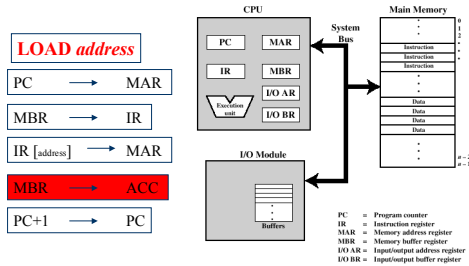 LOAD address
PC → MAR
MBR → IR
IR [address] → MAR
MBR → ACC
PC+1 → PC
CPU
PC
MAR
IR
MBR
I/O AR
Execution
unit
I/O BR
System
Bus
I/O Module
Buffers
Main Memory
0
1
2
Instruction
Instruction
Instruction
Data
Data
Data
Data
PC = Program counter
IR = Instruction register
MAR = Memory address register
MBR = Memory buffer register
I/O AR = Input/output address register
I/O BR = Input/output buffer register